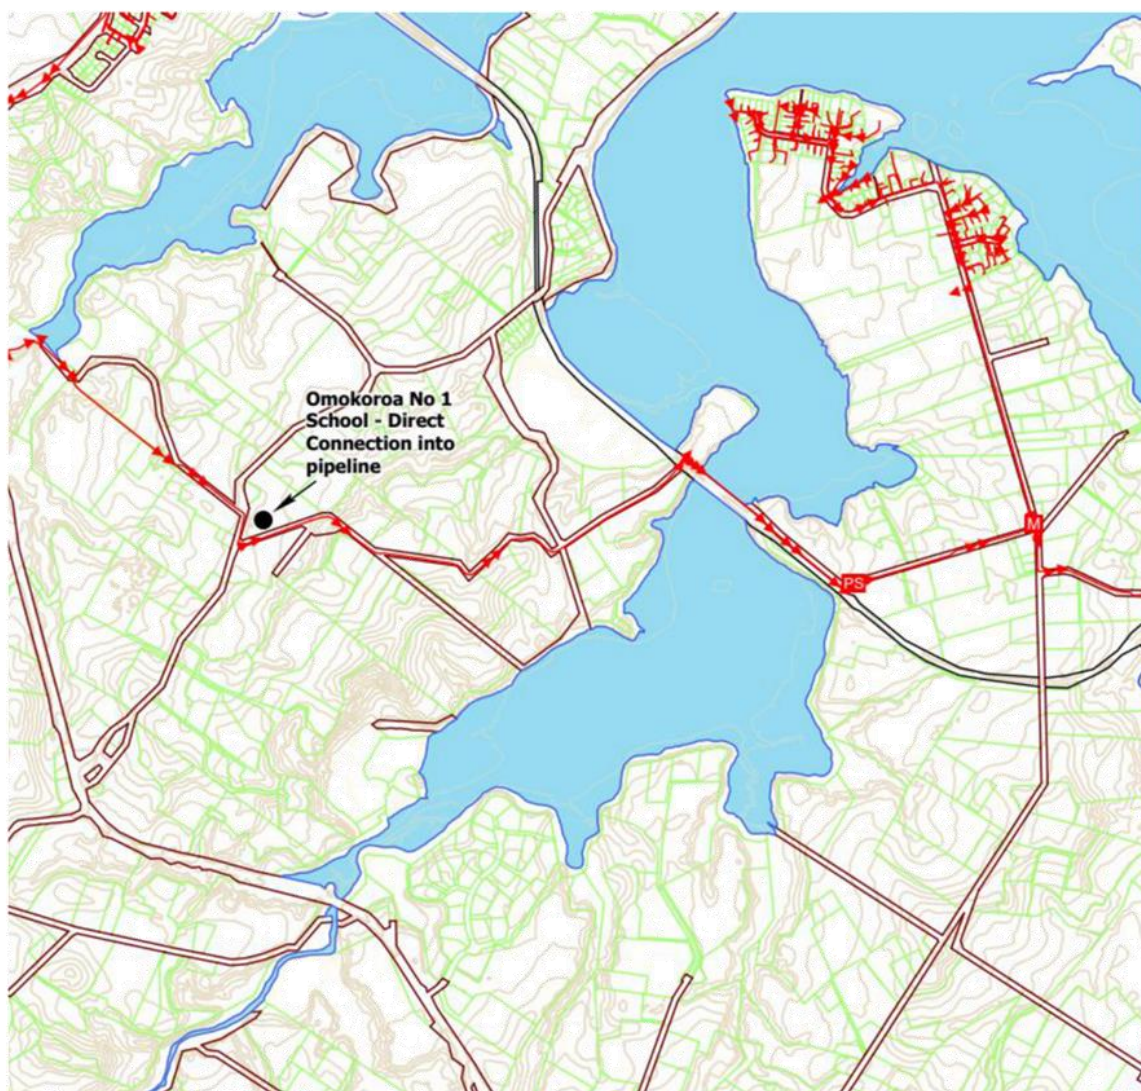 Omokoroa No 1
School - Direct
Connection into
pipeline
M
PS